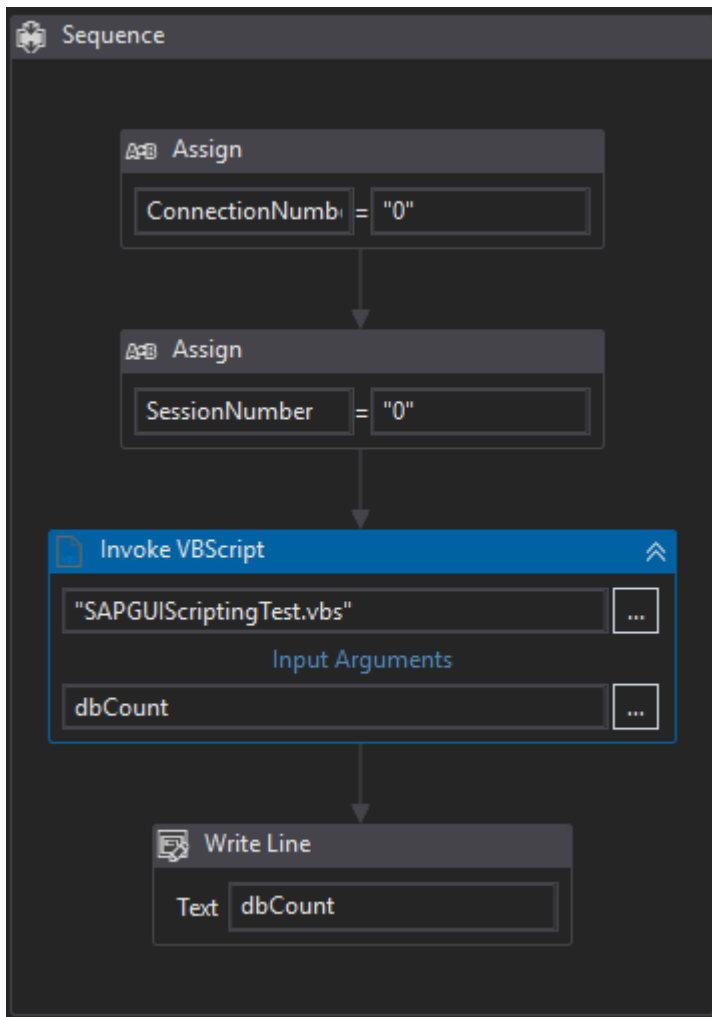 Sequence
Assign
ConnectionNumb = "0"
Assign
SessionNumber = "0"
Invoke VBScript
"SAPGUIScriptingTest.vbs" ...
Input Arguments
dbCount ...
Write Line
Text dbCount